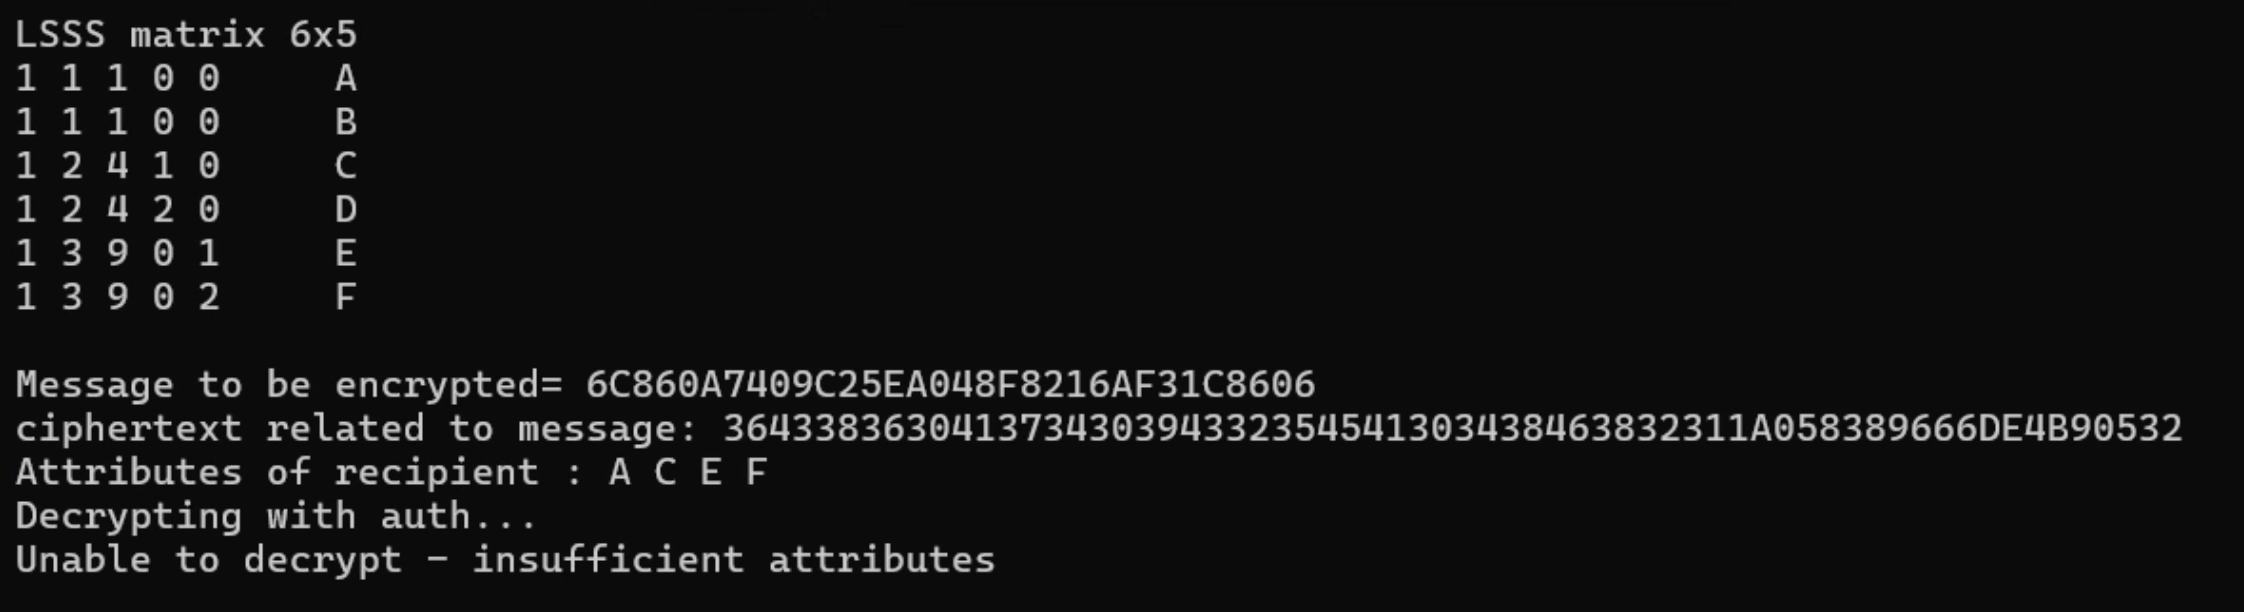 LSSS matrix 6x5
1 1 1 0 0     A
1 1 1 0 0     B
1 2 4 1 0     C
1 2 4 2 0     D
1 3 9 0 1     E
1 3 9 0 2     F
Message to be encrypted= 6C860A7409C25EA048F8216AF31C8606
ciphertext related to message: 3643383630413734303943323545413034384638323111A058389666DE4B90532
Attributes of recipient : A C E F
Decrypting with auth...
Unable to decrypt - insufficient attributes